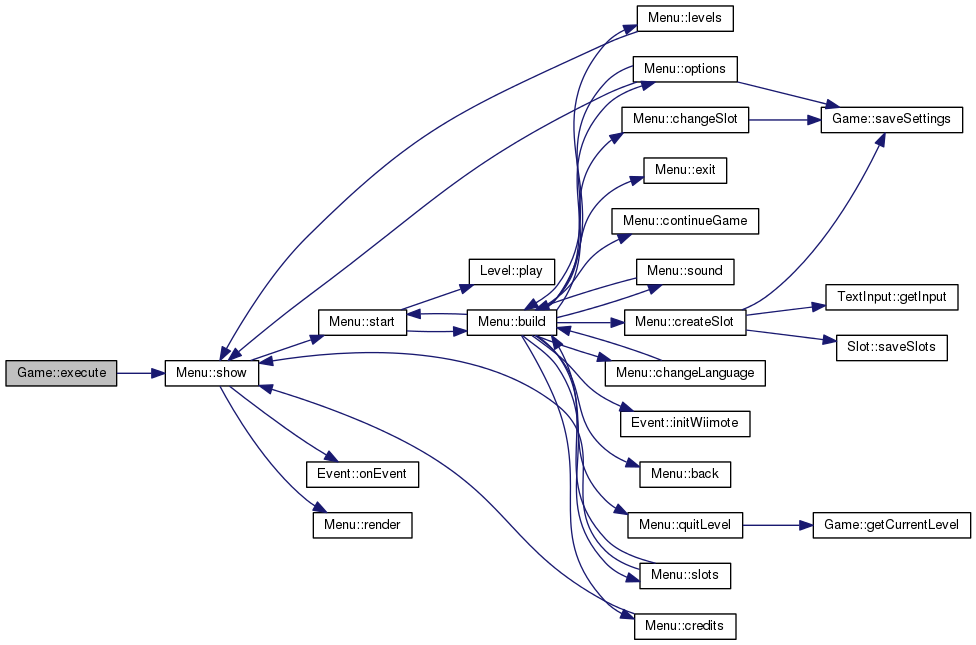 Menu::levels
Menu::options
Menu::changeSlot
Game::saveSettings
Menu::exit
Menu::continueGame
Level::play
Menu::sound
TextInput::getInput
Menu::start
Menu::build
Menu::createSlot
Slot::saveSlots
Game::execute
Menu::show
Menu::changeLanguage
Event::initWiimote
Event::onEvent
Menu::back
Menu::render
Menu::quitLevel
Game::getCurrentLevel
Menu::slots
Menu::credits